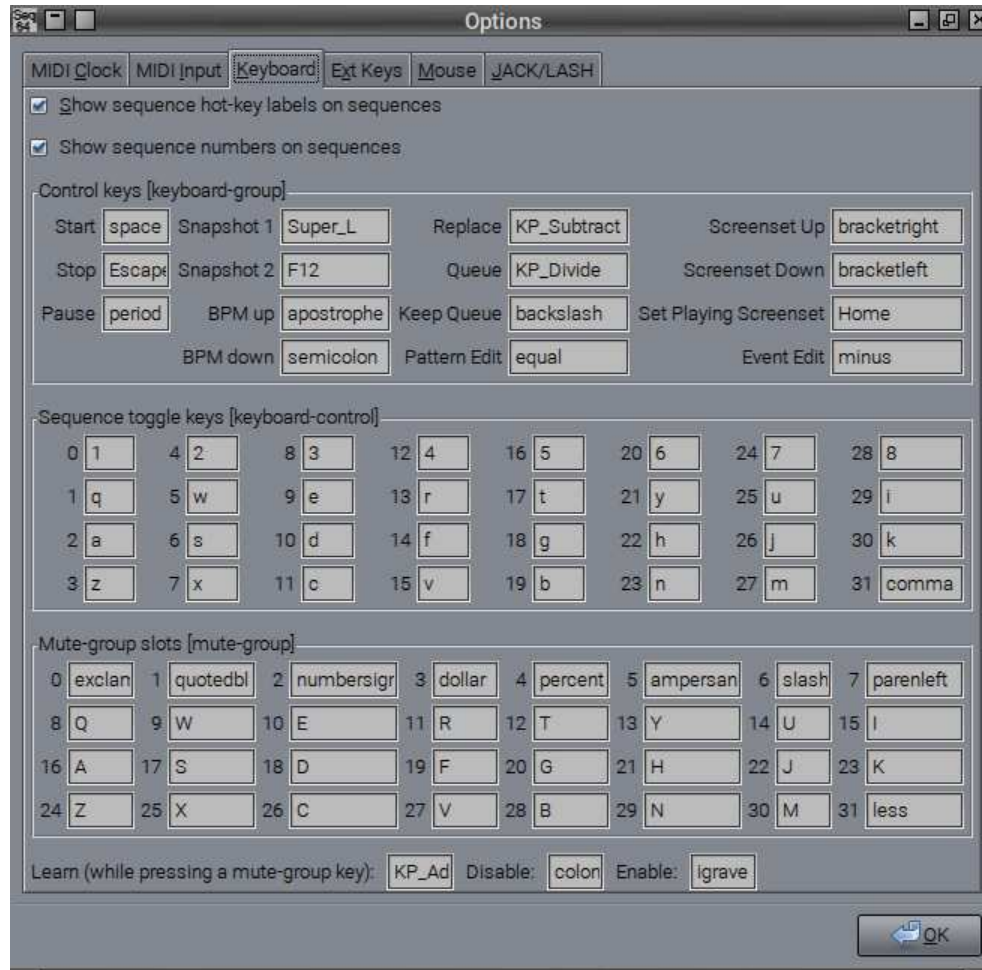 Seq 64 Options
MIDI Clock MIDI Input Keyboard Ext Keys Mouse JACK/LASH
Show sequence hot-key labels on sequences
Show sequence numbers on sequences
Control keys [keyboard-group]
Start space Snapshot 1 Super_L Replace KP_Subtract Screenset Up bracketright
Stop Escape Snapshot 2 F12 Queue KP_Divide Screenset Down bracketleft
Pause period BPM up apostrophe Keep Queue backslash Set Playing Screenset Home
BPM down semicolon Pattern Edit equal Event Edit minus
Sequence toggle keys [keyboard-control]
0 1 4 2 8 3 12 4 16 5 20 6 24 7 28 8
1 q 5 w 9 e 13 r 17 t 21 y 25 u 29 i
2 a 6 s 10 d 14 f 18 g 22 h 26 j 30 k
3 z 7 x 11 c 15 v 19 b 23 n 27 m 31 comma
Mute-group slots [mute-group]
0 exclan 1 quotedbl 2 numbersigr 3 dollar 4 percent 5 ampersan 6 slash 7 parenleft
8 Q 9 W 10 E 11 R 12 T 13 Y 14 U 15 I
16 A 17 S 18 D 19 F 20 G 21 H 22 J 23 K
24 Z 25 X 26 C 27 V 28 B 29 N 30 M 31 less
Learn (while pressing a mute-group key): KP_Ad Disable: colon Enable: igrave
OK